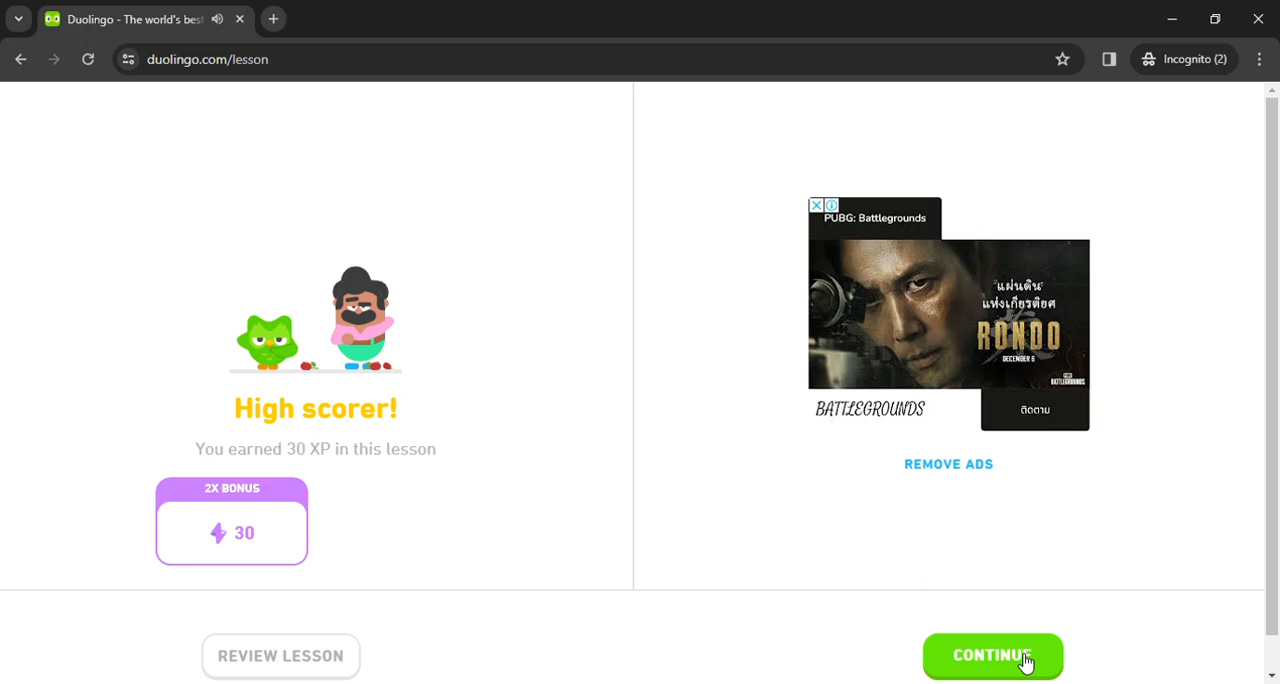 Duolingo - The world's bes
duolingo.com/lesson
Incognito (2)
PUBG: Battlegrounds
"แผ่นดิน"
แห่งเกียรติยศ
RONDO
DECEMBER 6
BATTLEGROUNDS
BATTLEGROUNDS
ติดตาม
REMOVE ADS
High scorer!
You earned 30 XP in this lesson
2X BONUS
30
REVIEW LESSON
CONTINUE